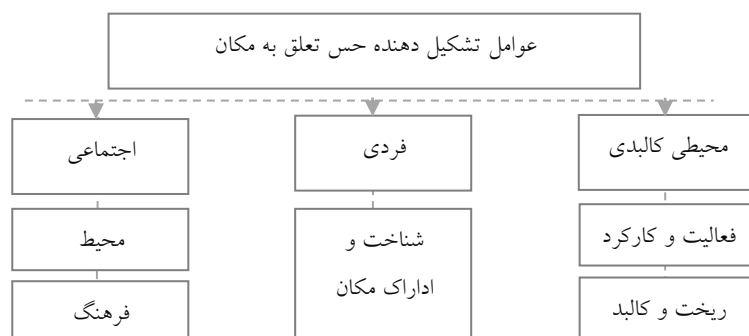 عوامل تشکیل دهنده حس تعلق به مکان
محیطی کالبدی
فردی
اجتماعی
فعالیت و کارکرد
شناخت و
اداراک مکان
محیط
ریخت و کالبد
فرهنگ